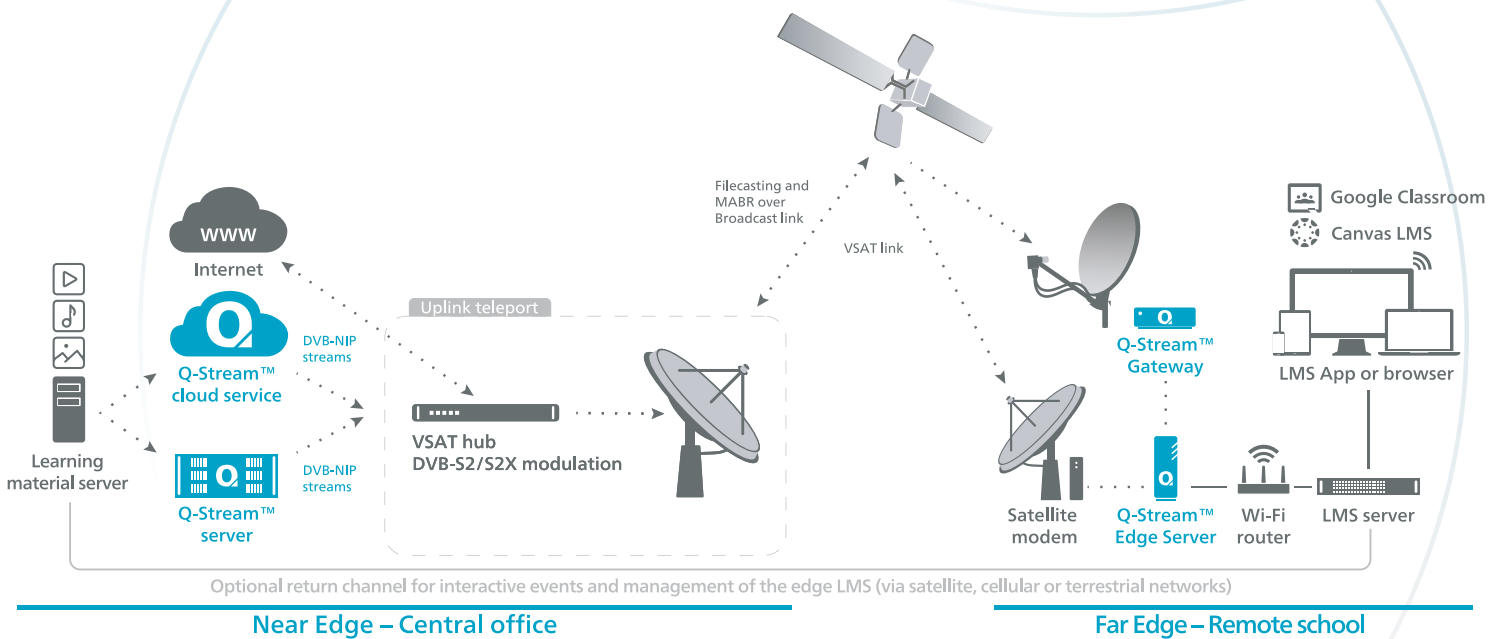 Filecasting and
MABR over
Broadcast link
VSAT link
Google Classroom
Canvas LMS
www
Internet
Uplink teleport
Q
Q-Stream™
cloud service
DVB-NIP
streams
Q
Q-Stream™
Gateway
LMS App or browser
VSAT hub
DVB-S2/S2X modulation
Learning
material server
Q
DVB-NIP
streams
Q-Stream™
server
Q
Satellite
modem
Q-Stream™
Edge Server
Wi-Fi
router
LMS server
Optional return channel for interactive events and management of the edge LMS (via satellite, cellular or terrestrial networks)
Near Edge – Central office
Far Edge – Remote school